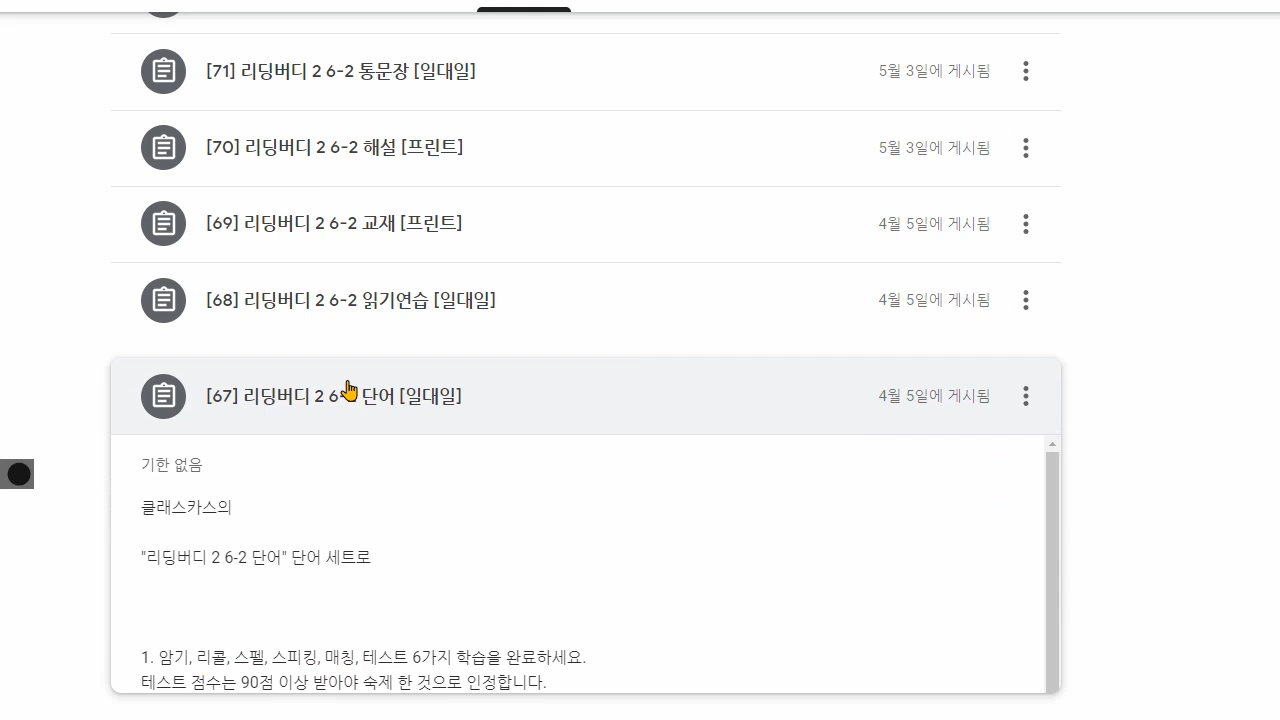 [71] 리딩버디 2 6-2 통문장 [일대일]
5월 3일에 게시됨
[70] 리딩버디 2 6-2 해설 [프린트]
5월 3일에 게시됨
[69] 리딩버디 2 6-2 교재 [프린트]
4월 5일에 게시됨
[68] 리딩버디 2 6-2 읽기연습 [일대일]
4월 5일에 게시됨
[67] 리딩버디 2 6- 단어 [일대일]
4월 5일에 게시됨
기한 없음
클래스카스의
"리딩버디 2 6-2 단어" 단어 세트로
1. 암기, 리콜, 스펠, 스피킹, 매칭, 테스트 6가지 학습을 완료하세요.
테스트 점수는 90점 이상 받아야 숙제 한 것으로 인정합니다.